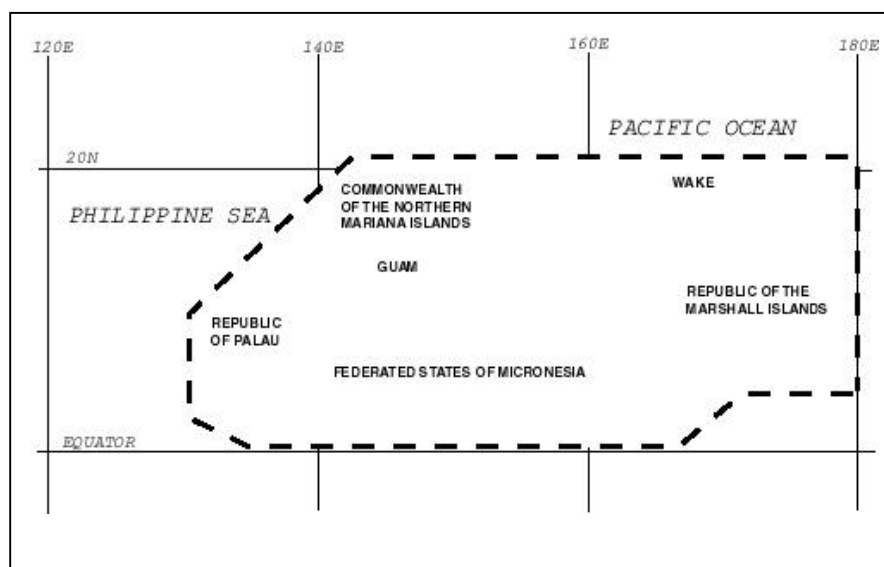 120E
140E
160E
180E
PACIFIC OCEAN
20N
WAKE
COMMONWEALTH
OF THE NORTHERN
MARIANA ISLANDS
PHILIPPINE SEA
GUAM
REPUBLIC OF THE
MARSHALL ISLANDS
REPUBLIC
OF PALAU
FEDERATED STATES OF MICRONESIA
EQUATOR